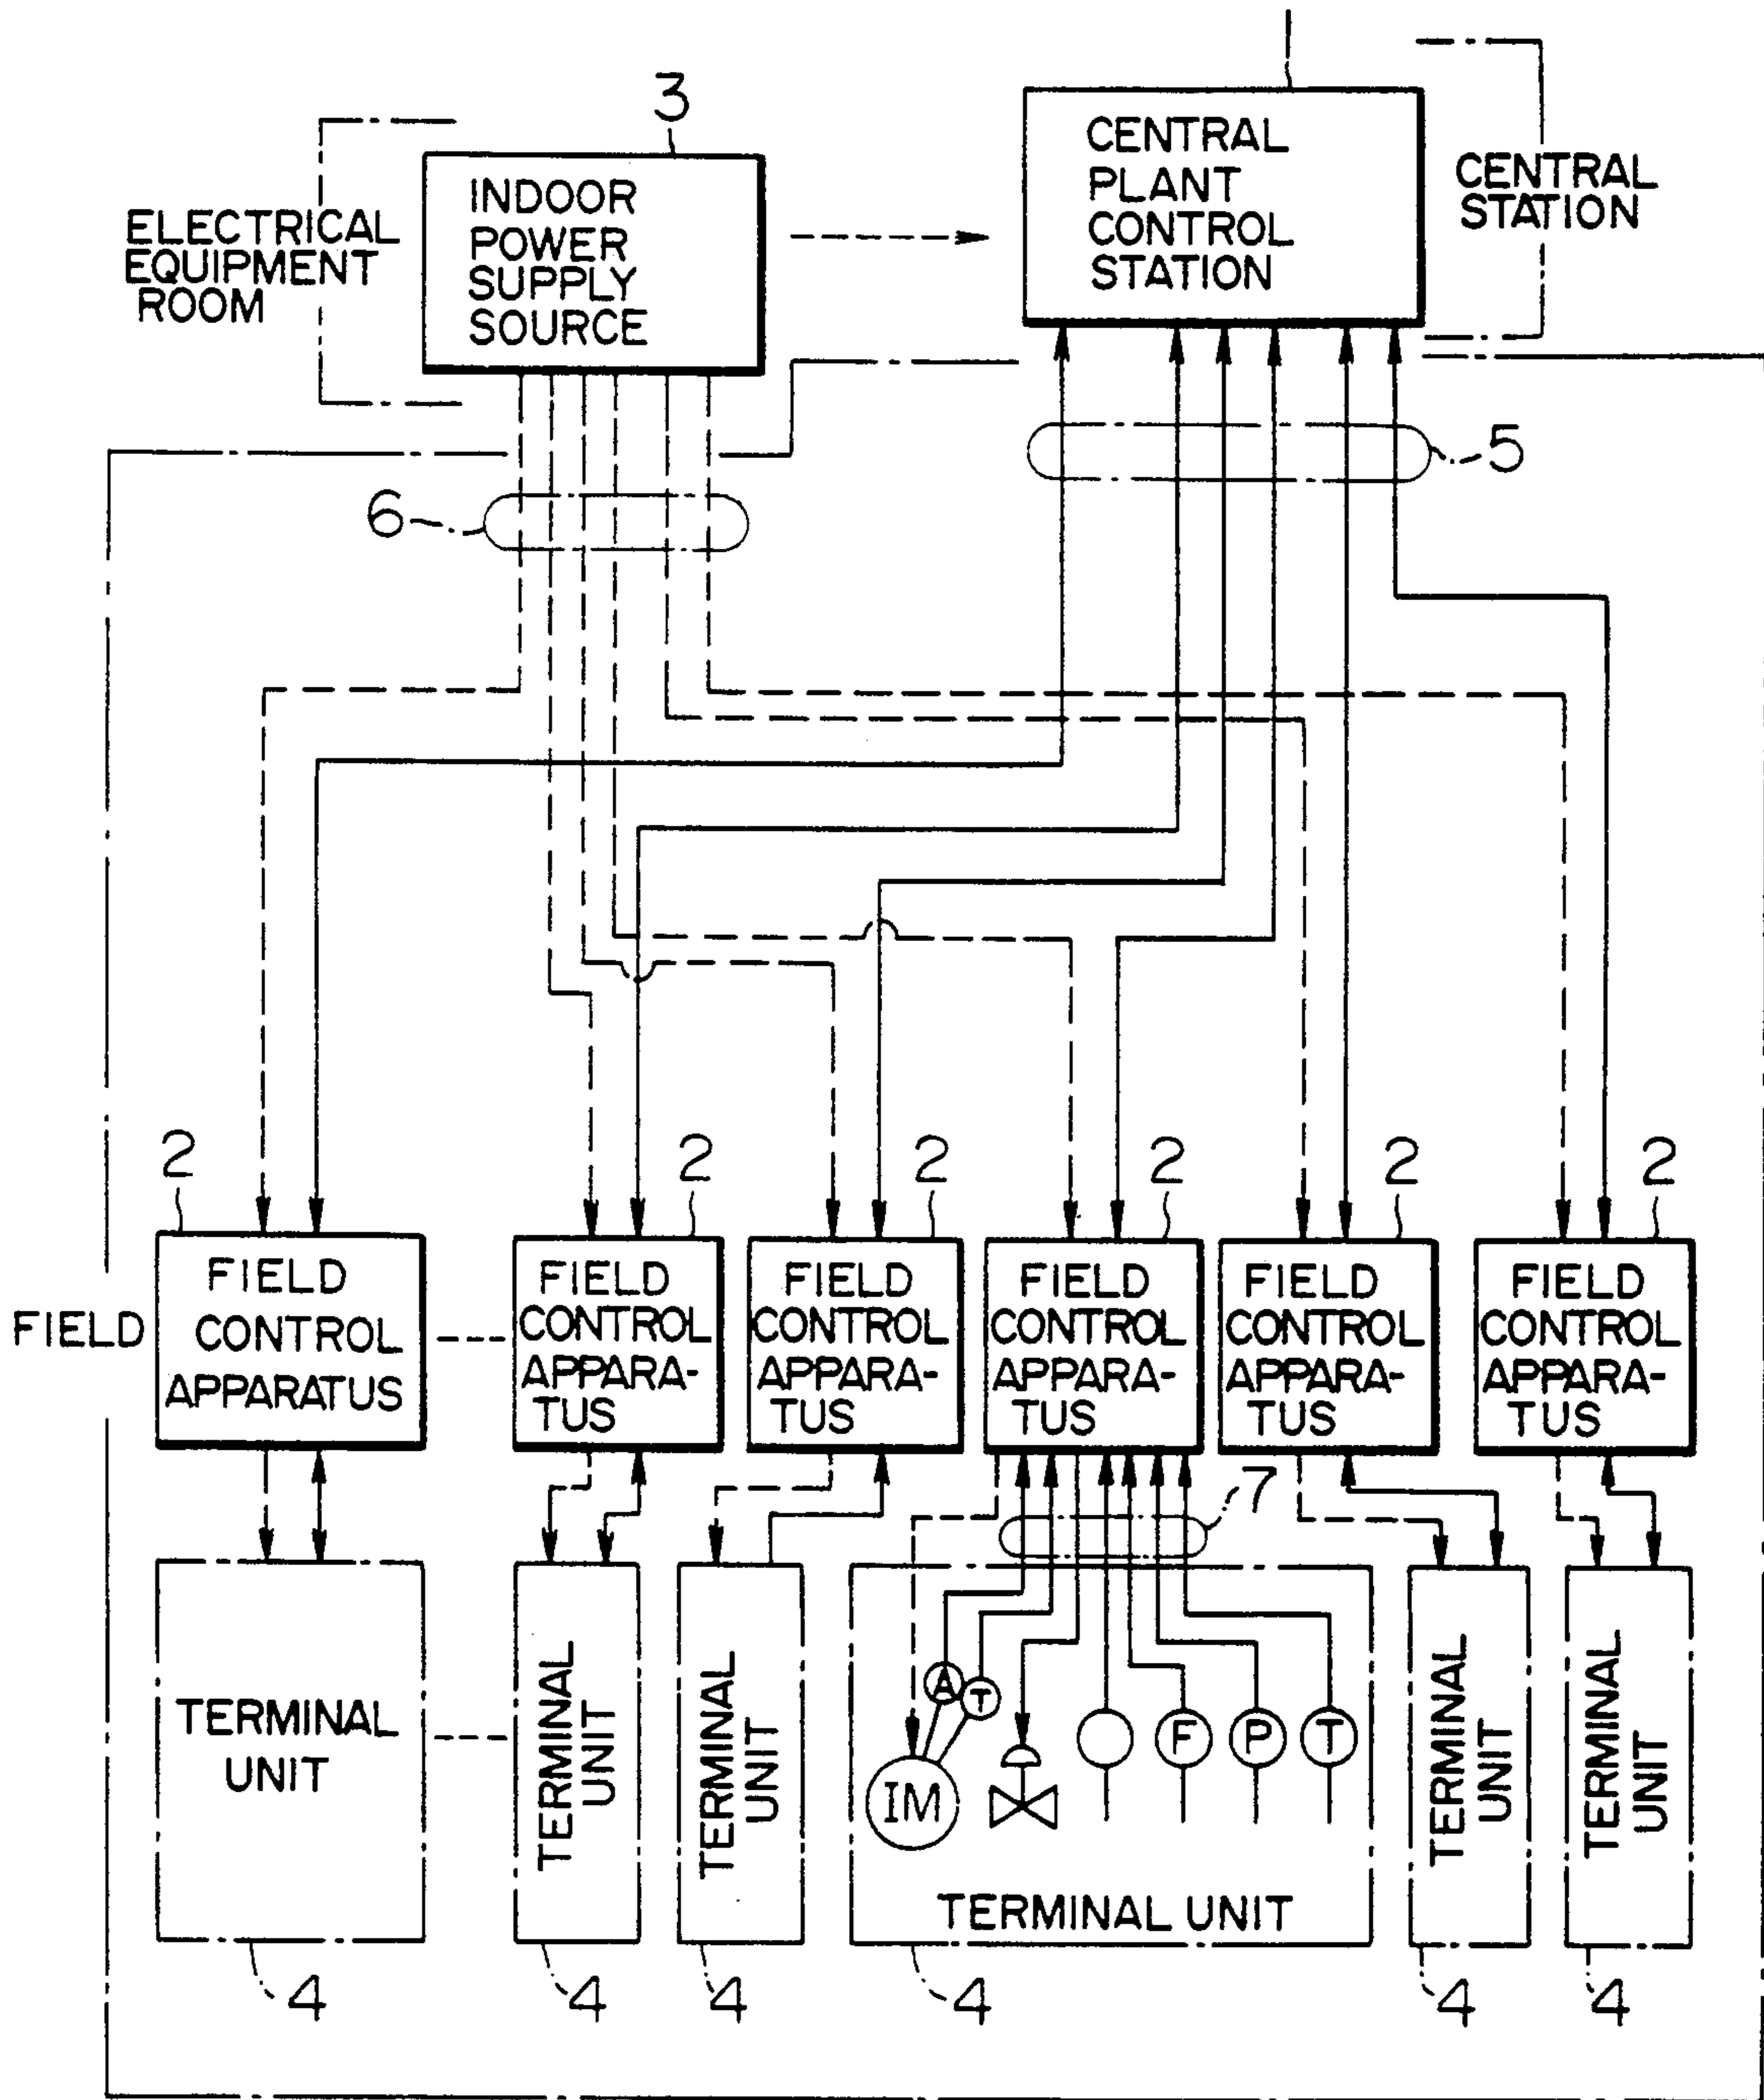 1
3
CENTRAL
PLANT
CONTROL
STATION
CENTRAL
STATION
INDOOR
POWER
SUPPLY
SOURCE
ELECTRICAL
EQUIPMENT
ROOM
5
6
2
2
2
2
2
2
FIELD
FIELD
CONTROL
APPARATUS
FIELD
CONTROL
APPARA-
TUS
FIELD
CONTROL
APPARA-
TUS
FIELD
CONTROL
APPARA-
TUS
FIELD
CONTROL
APPARA-
TUS
FIELD
CONTROL
APPARA-
TUS
7
TERMINAL
UNIT
TERMINAL
UNIT
TERMINAL
UNIT
A
T
IM
F
P
T
TERMINAL UNIT
TERMINAL
UNIT
TERMINAL
UNIT
4
4
4
4
4
4